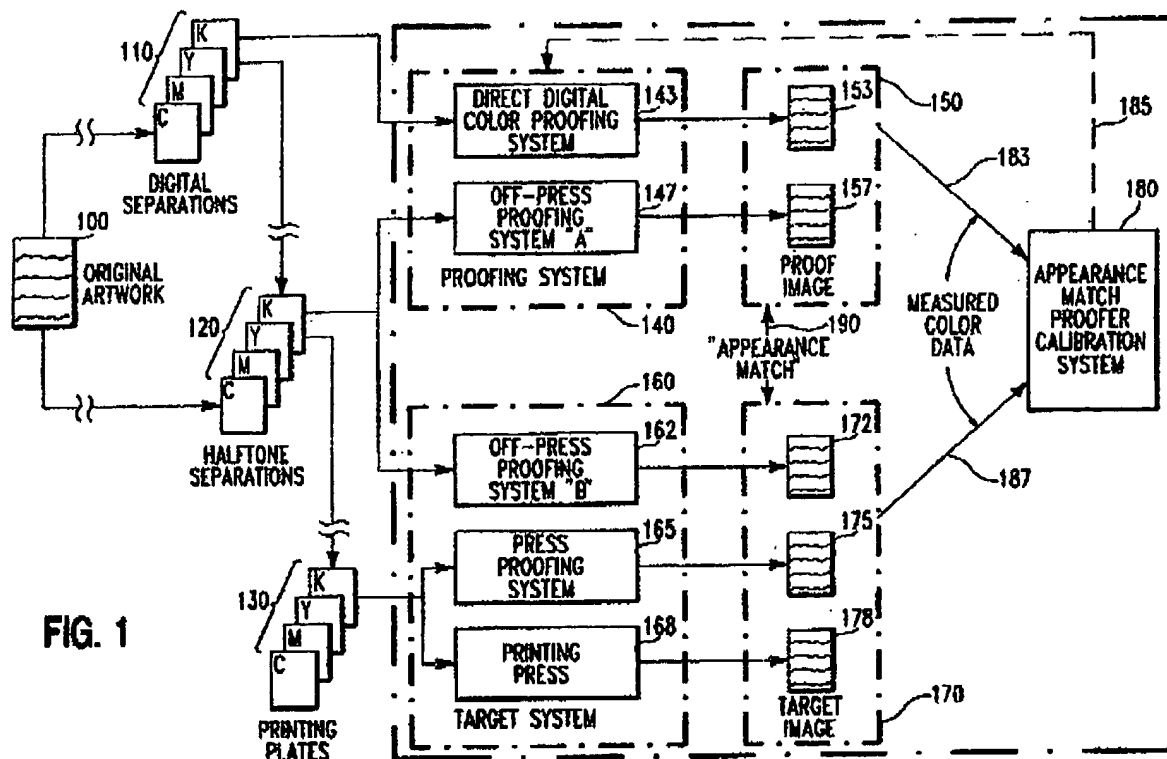 110
K
Y
M
C
DIGITAL
SEPARATIONS
100
ORIGINAL
ARTWORK
120
K
Y
M
C
HALFTONE
SEPARATIONS
130
K
Y
M
C
PRINTING
PLATES
FIG. 1
DIRECT DIGITAL
COLOR PROOFING
SYSTEM
143
OFF-PRESS
PROOFING
SYSTEM "A"
147
PROOFING SYSTEM
140
153
157
PROOF
IMAGE
150
190
"APPEARANCE
MATCH"
160
OFF-PRESS
PROOFING
SYSTEM "B"
162
PRESS
PROOFING
SYSTEM
165
PRINTING
PRESS
168
TARGET SYSTEM
172
175
178
TARGET
IMAGE
170
183
185
180
MEASURED
COLOR
DATA
187
APPEARANCE
MATCH
PROOFER
CALIBRATION
SYSTEM